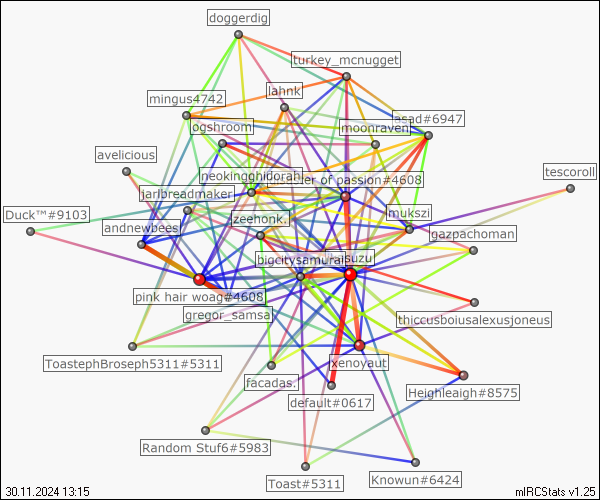 doggerdig
turkey_mcnugget
lahnk
mingus4742
asad#6947
ogshroom
moonraven
avelicious
neokingghidorah
of passion#4608
jarlbreadmaker
tescoroll
Duck™#9103
zeehonk.
mukszi
andnewbees
gazpachoman
bigcitysamurai
isuzu
pink hair woag#4608
gregor_samsa
thiccusboiusalexusjoneus
ToastephBroseph5311#5311
xenoyaut
facadas.
default#0617
Heighleaigh#8575
Random Stuf6#5983
Toast#5311
Knowun#6424
30.11.2024 13:15
mIRCStats v1.25